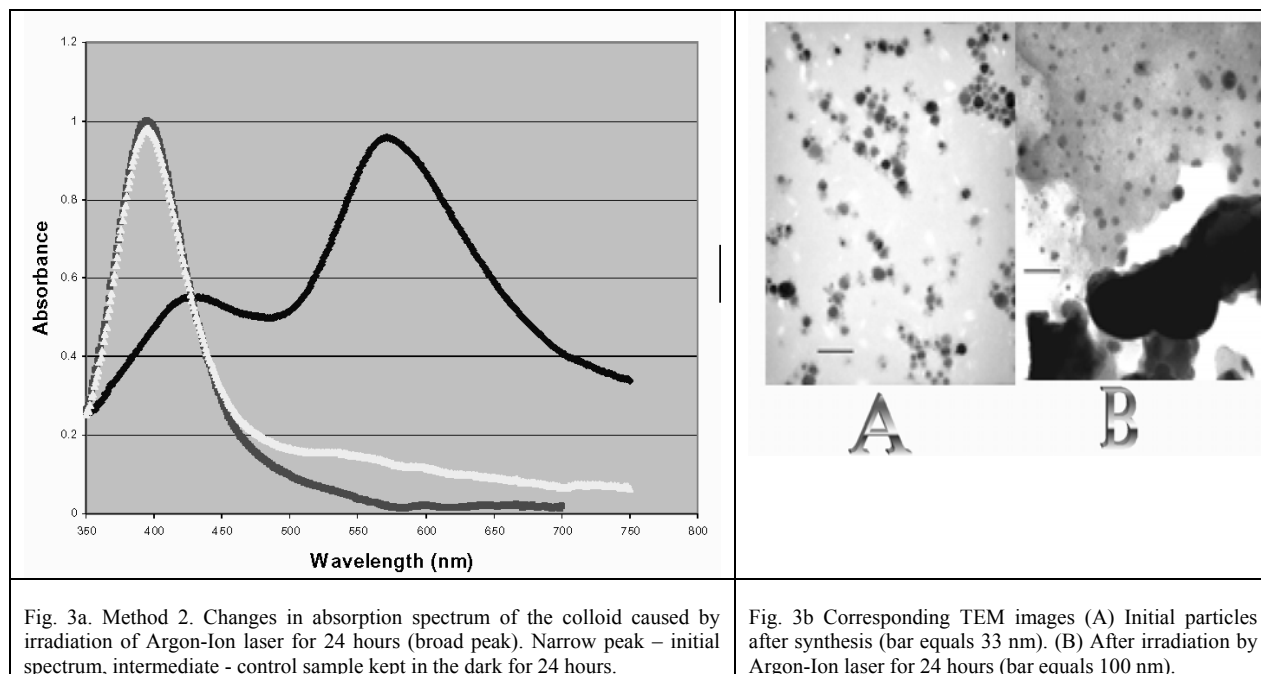 1.2
1
0.8
0.6
0.4
0.2
0
Absorbance
350 400 450 500 550 600 650 700 750 800
Wavelength (nm)
A B
Fig. 3a. Method 2. Changes in absorption spectrum of the colloid caused by
irradiation of Argon-Ion laser for 24 hours (broad peak). Narrow peak – initial
spectrum, intermediate - control sample kept in the dark for 24 hours.
Fig. 3b Corresponding TEM images (A) Initial particles
after synthesis (bar equals 33 nm). (B) After irradiation by
Argon-Ion laser for 24 hours (bar equals 100 nm).